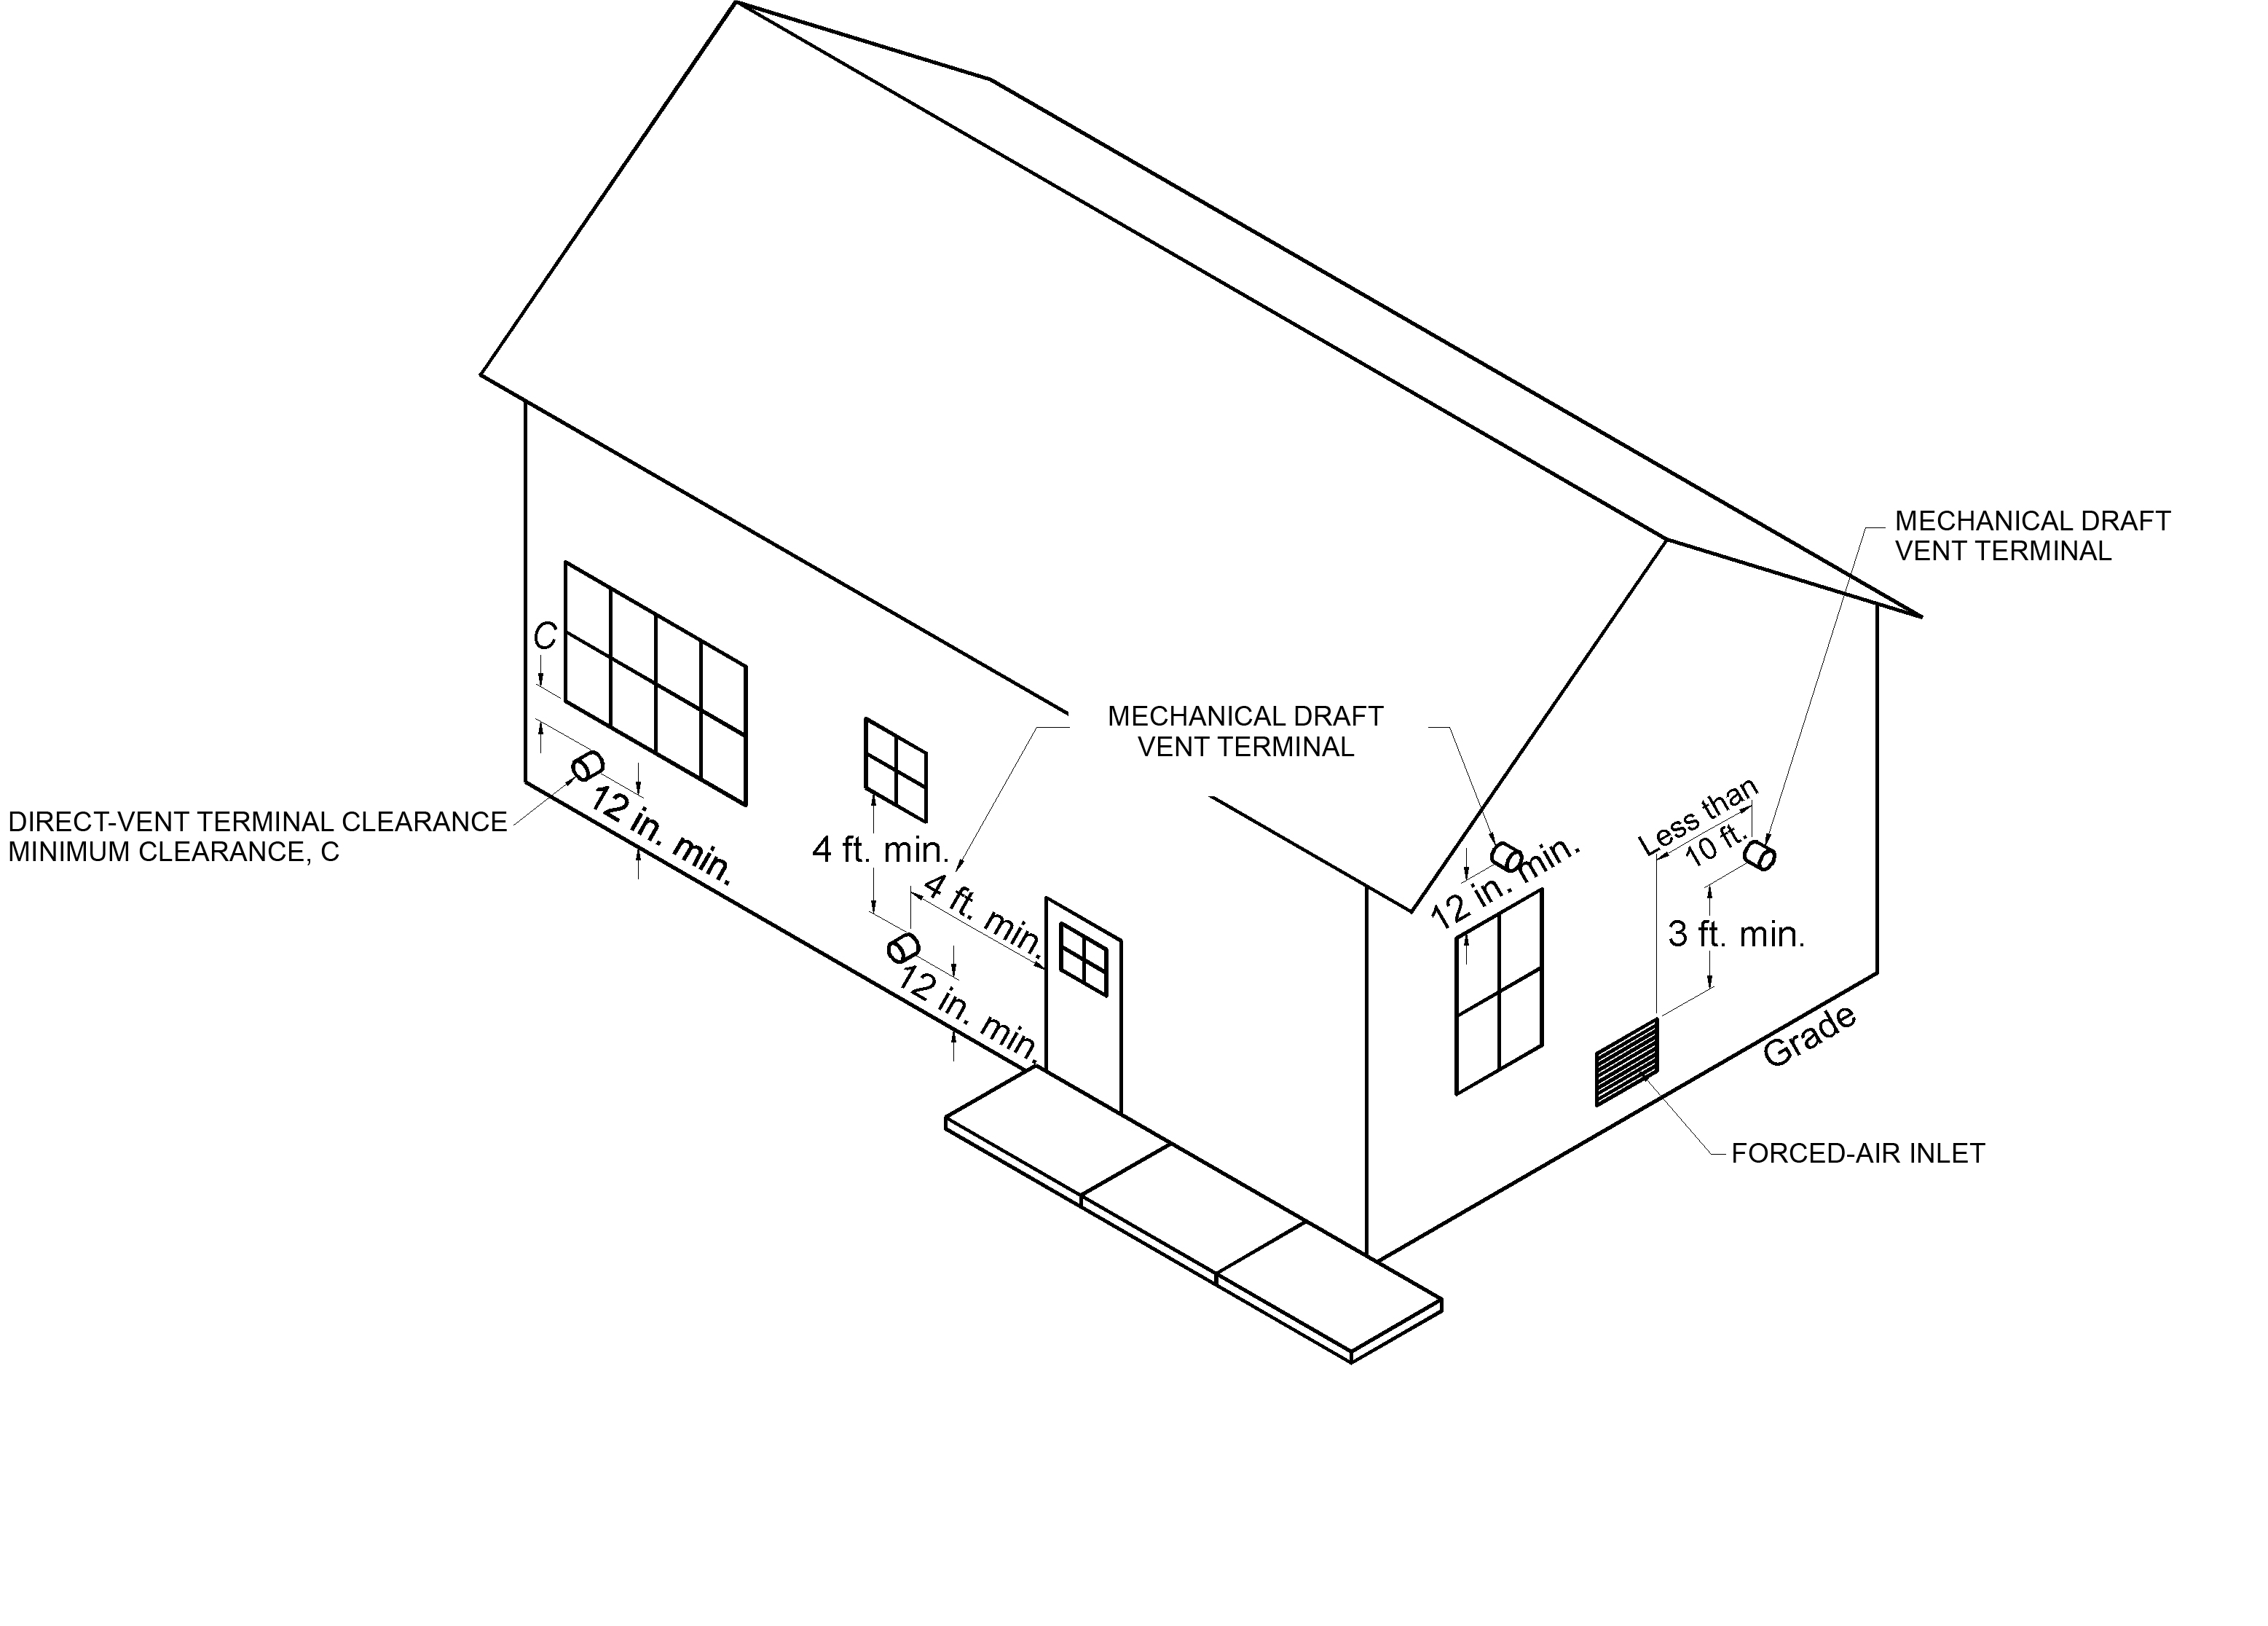 MECHANICAL DRAFT
VENT TERMINAL
C
MECHANICAL DRAFT
VENT TERMINAL
DIRECT-VENT TERMINAL CLEARANCE
MINIMUM CLEARANCE, C
12 in. min.
4 ft. min.
4 ft. min.
12 in. min.
12 in. min.
Less than
10 ft.
3 ft. min.
Grade
FORCED-AIR INLET